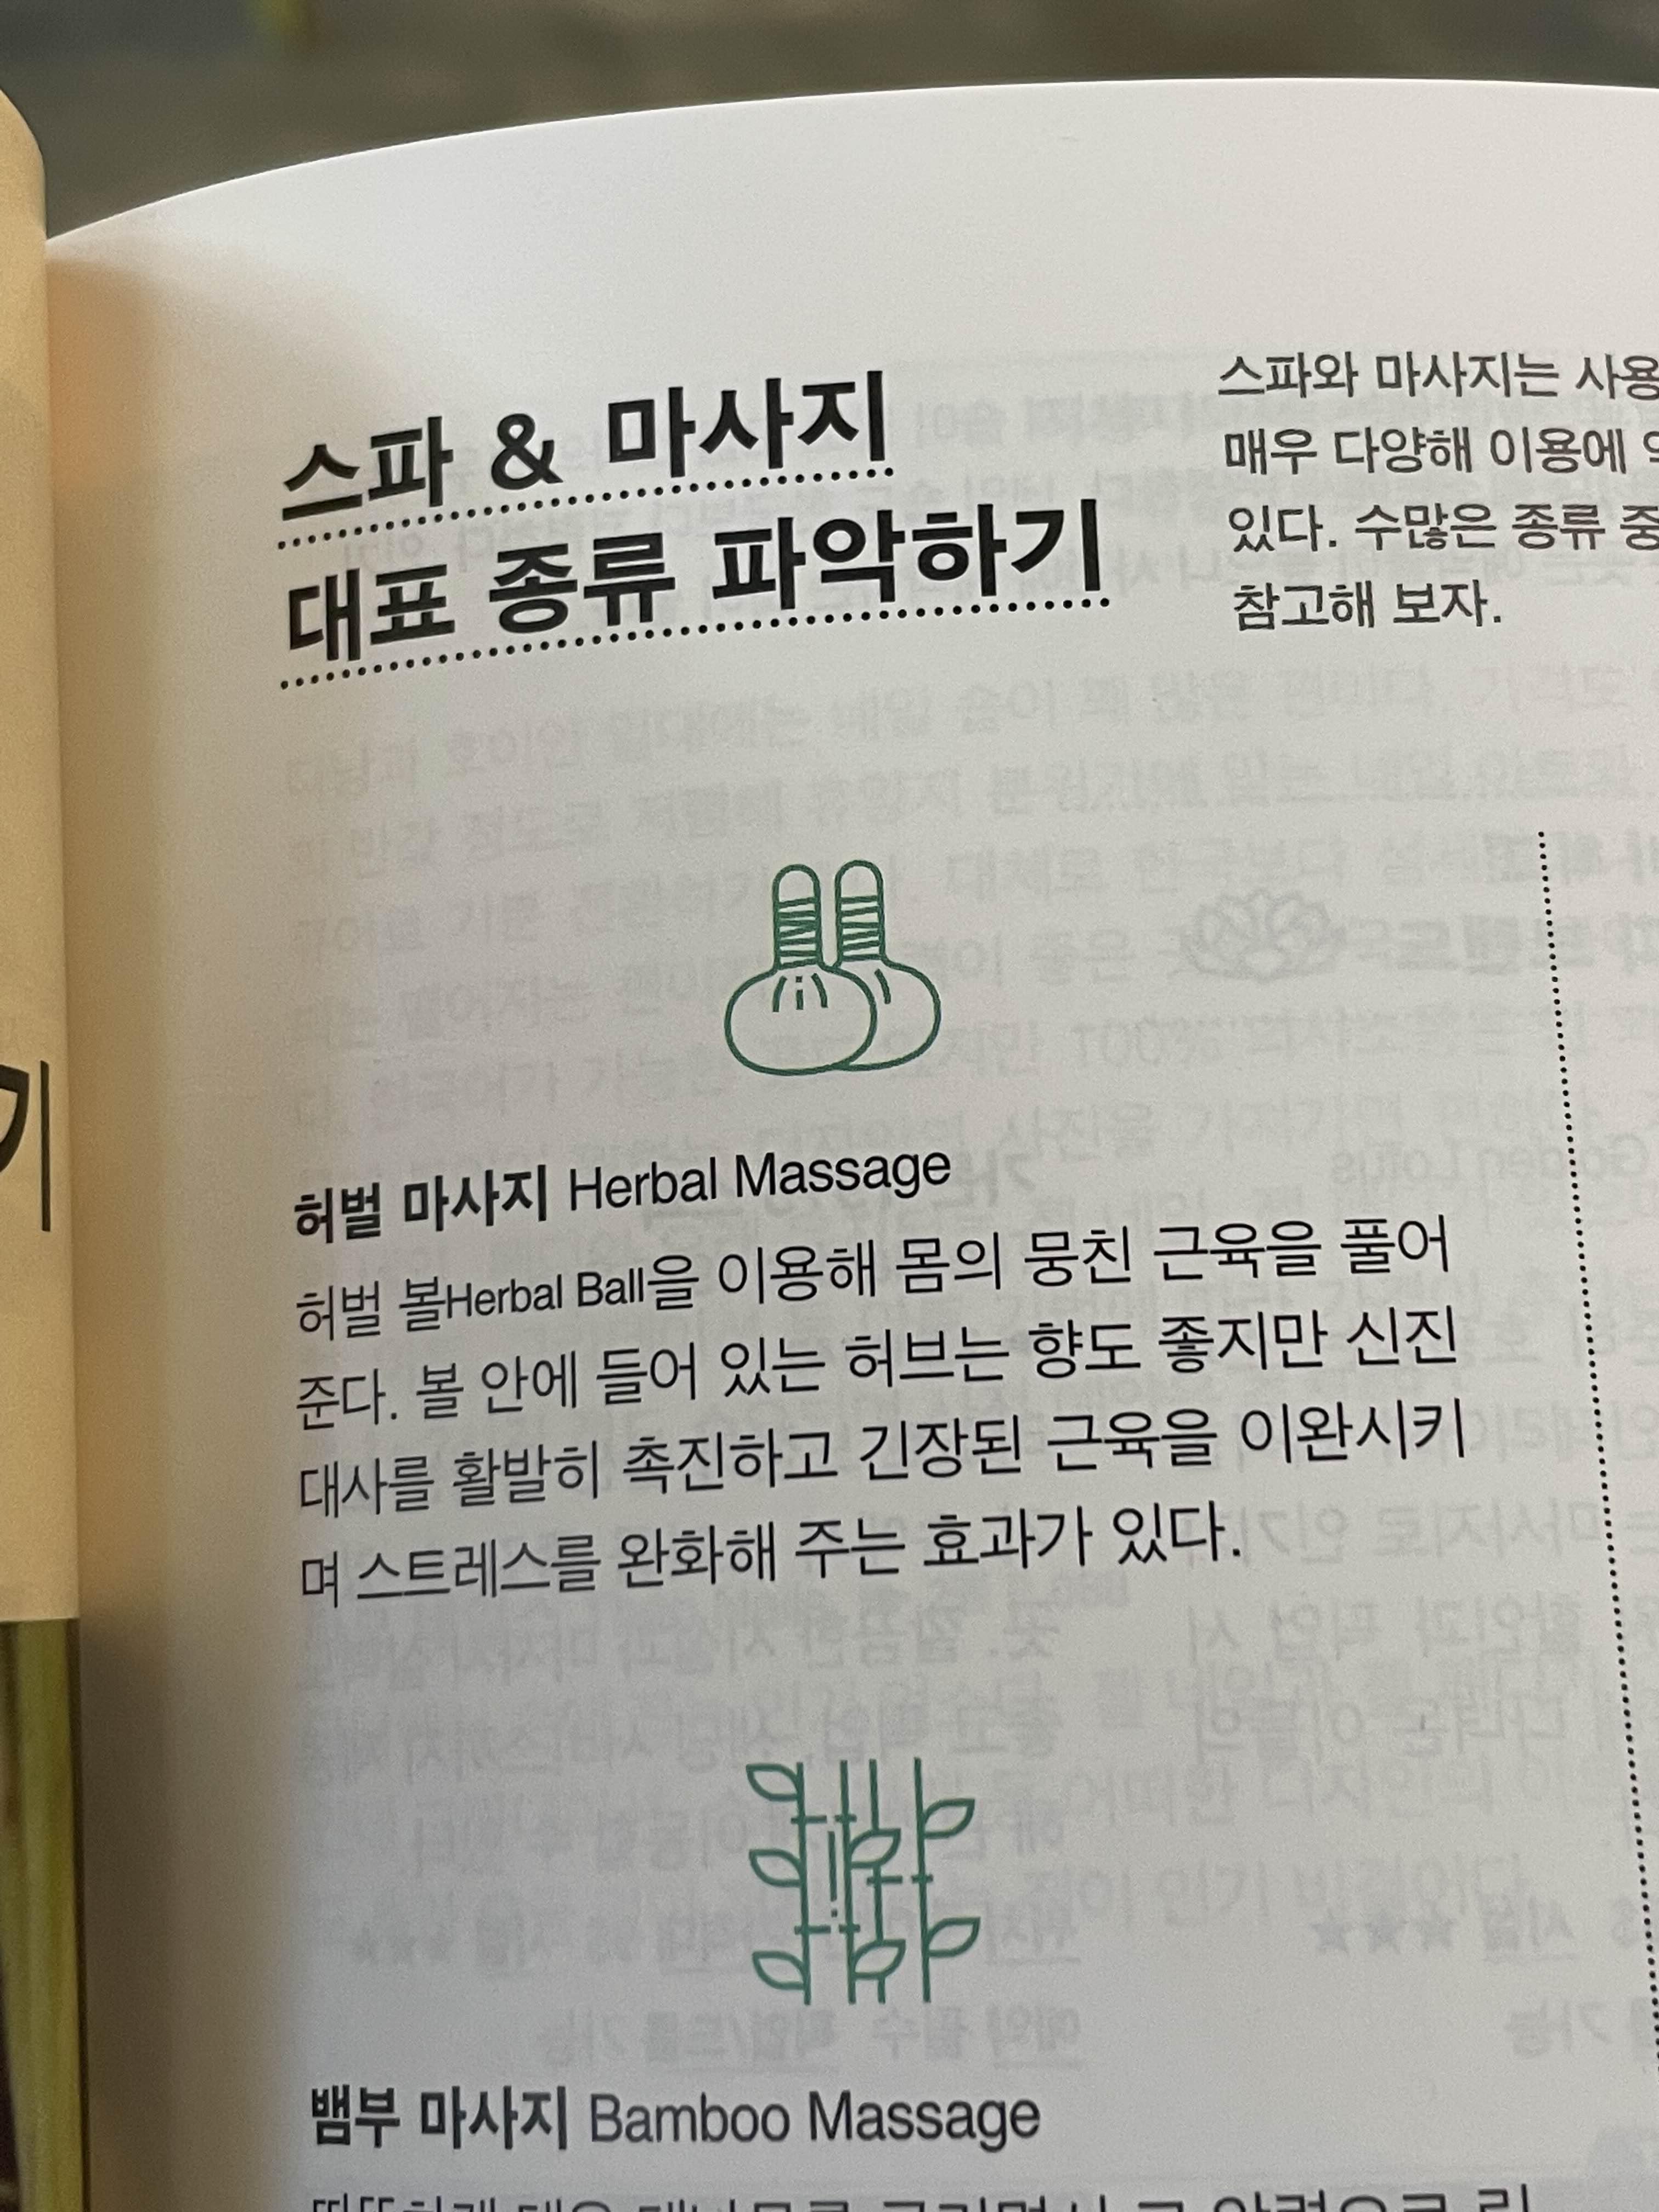 스파 & 마사지
대표 종류 파악하기
스파와 마사지는
매우 다양해 이용에
있다. 수많은 종류
참고해 보자.
허벌 마사지 Herbal Massage
허벌 볼Herbal Ball을 이용해 몸의 뭉친 근육을 풀어
준다. 볼 안에 들어 있는 허브는 향도 좋지만 신진
대사를 활발히 촉진하고 긴장된 근육을 이완시키
며 스트레스를 완화해 주는 효과가 있다.
뱀부 마사지 Bamboo Massage